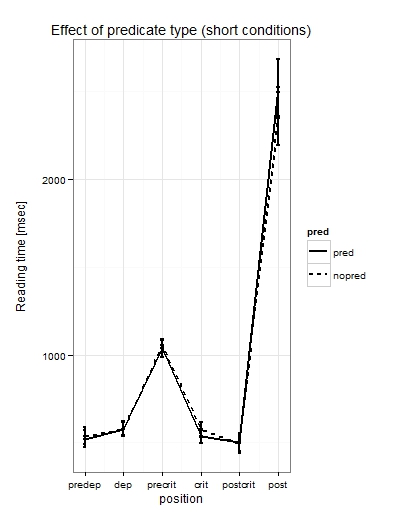 Effect of predicate type (short conditions)
2000
1000
Reading time [msec]
pred
pred
nopred
predep dep precrit crit postcrit post
position